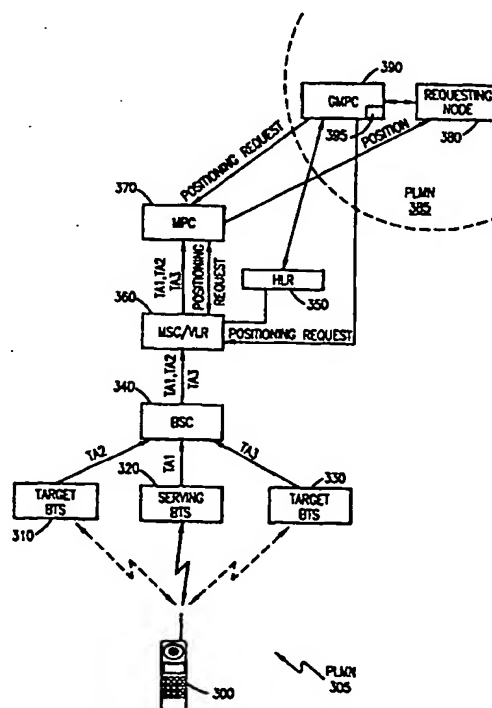 390
GMPC
395
REQUESTING
NODE
380
POSITIONING REQUEST
POSITION
PLMN
385
370
MPC
TA1,TA2
TA3
POSITIONING
REQUEST
HLR
350
360
MSC/VLR
POSITIONING REQUEST
TA1,TA2
TA3
340
BSC
TA2
320
TA1
TA3
330
TARGET
BTS
310
SERVING
BTS
TARGET
BTS
300
PLMN
305